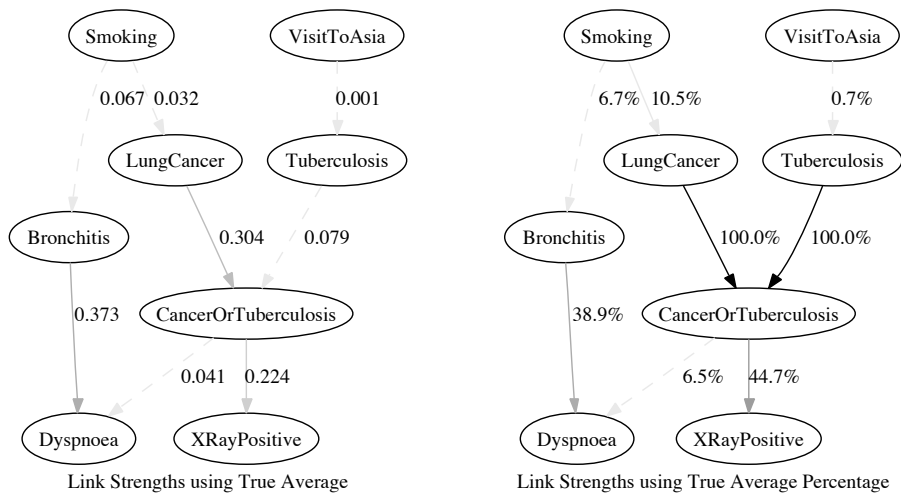 Smoking
VisitToAsia
0.067
0.032
0.001
LungCancer
Tuberculosis
Bronchitis
0.304
0.079
CancerOrTuberculosis
0.373
0.041
0.224
Dyspnoea
XRayPositive
Link Strengths using True Average
Smoking
VisitToAsia
6.7%
10.5%
0.7%
LungCancer
Tuberculosis
Bronchitis
100.0%
100.0%
CancerOrTuberculosis
38.9%
6.5%
44.7%
Dyspnoea
XRayPositive
Link Strengths using True Average Percentage